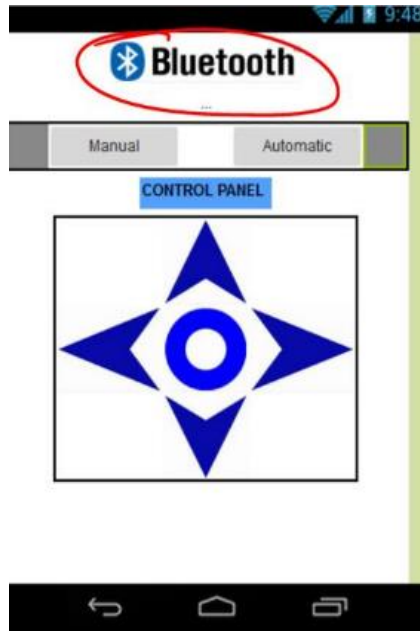 9:48
Bluetooth
...
Manual Automatic
CONTROL PANEL